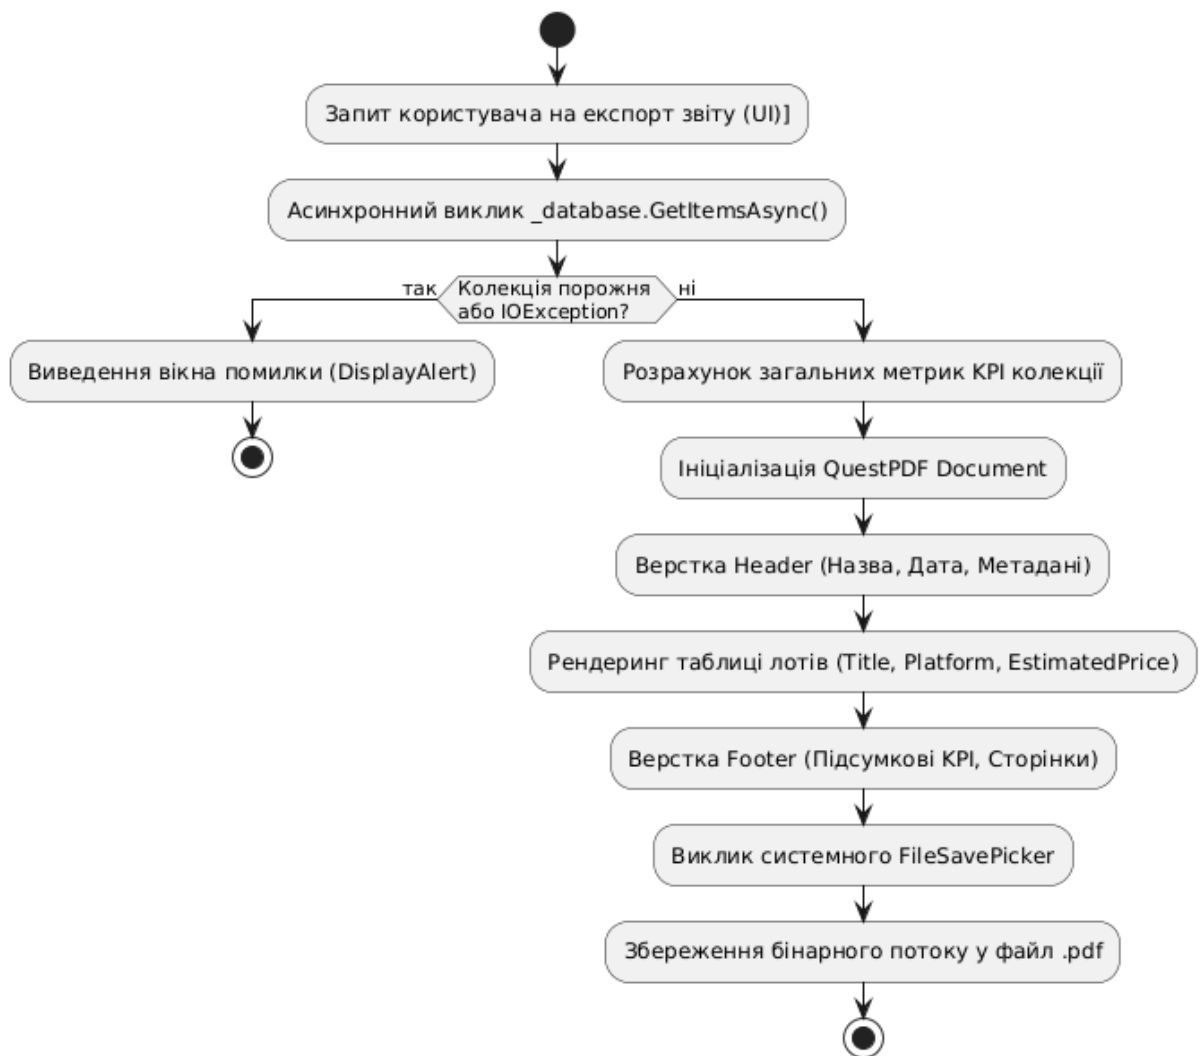 Запит користувача на експорт звіту (UI)]
Асинхронний виклик _database.GetItemsAsync()
так
Колекція порожня
або IOException?
ні
Виведення вікна помилки (DisplayAlert)
Розрахунок загальних метрик KPI колекції
Ініціалізація QuestPDF Document
Верстка Header (Назва, Дата, Метадані)
Рендеринг таблиці лотів (Title, Platform, EstimatedPrice)
Верстка Footer (Підсумкові KPI, Сторінки)
Виклик системного FileSavePicker
Збереження бінарного потоку у файл .pdf